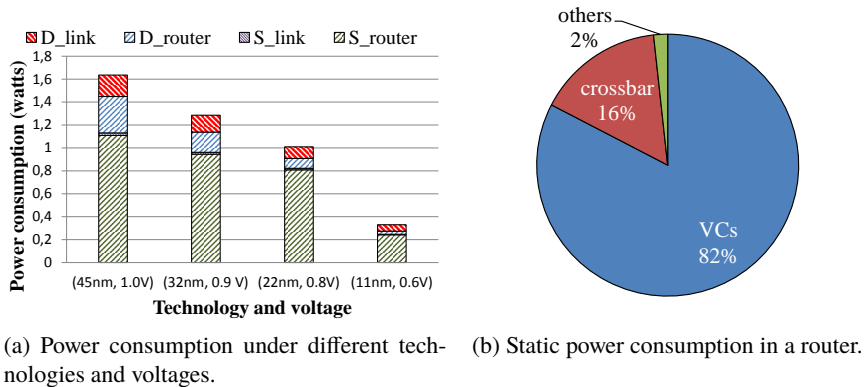 D_link D_router S_link S_router
Power consumption (watts)
1,8
1,6
1,4
1,2
1
0,8
0,6
0,4
0,2
0
(45nm, 1.0V) (32nm, 0.9 V) (22nm, 0.8V) (11nm, 0.6V)
Technology and voltage
(a) Power consumption under different tech-
nologies and voltages.
others
2%
crossbar
16%
VCs
82%
(b) Static power consumption in a router.